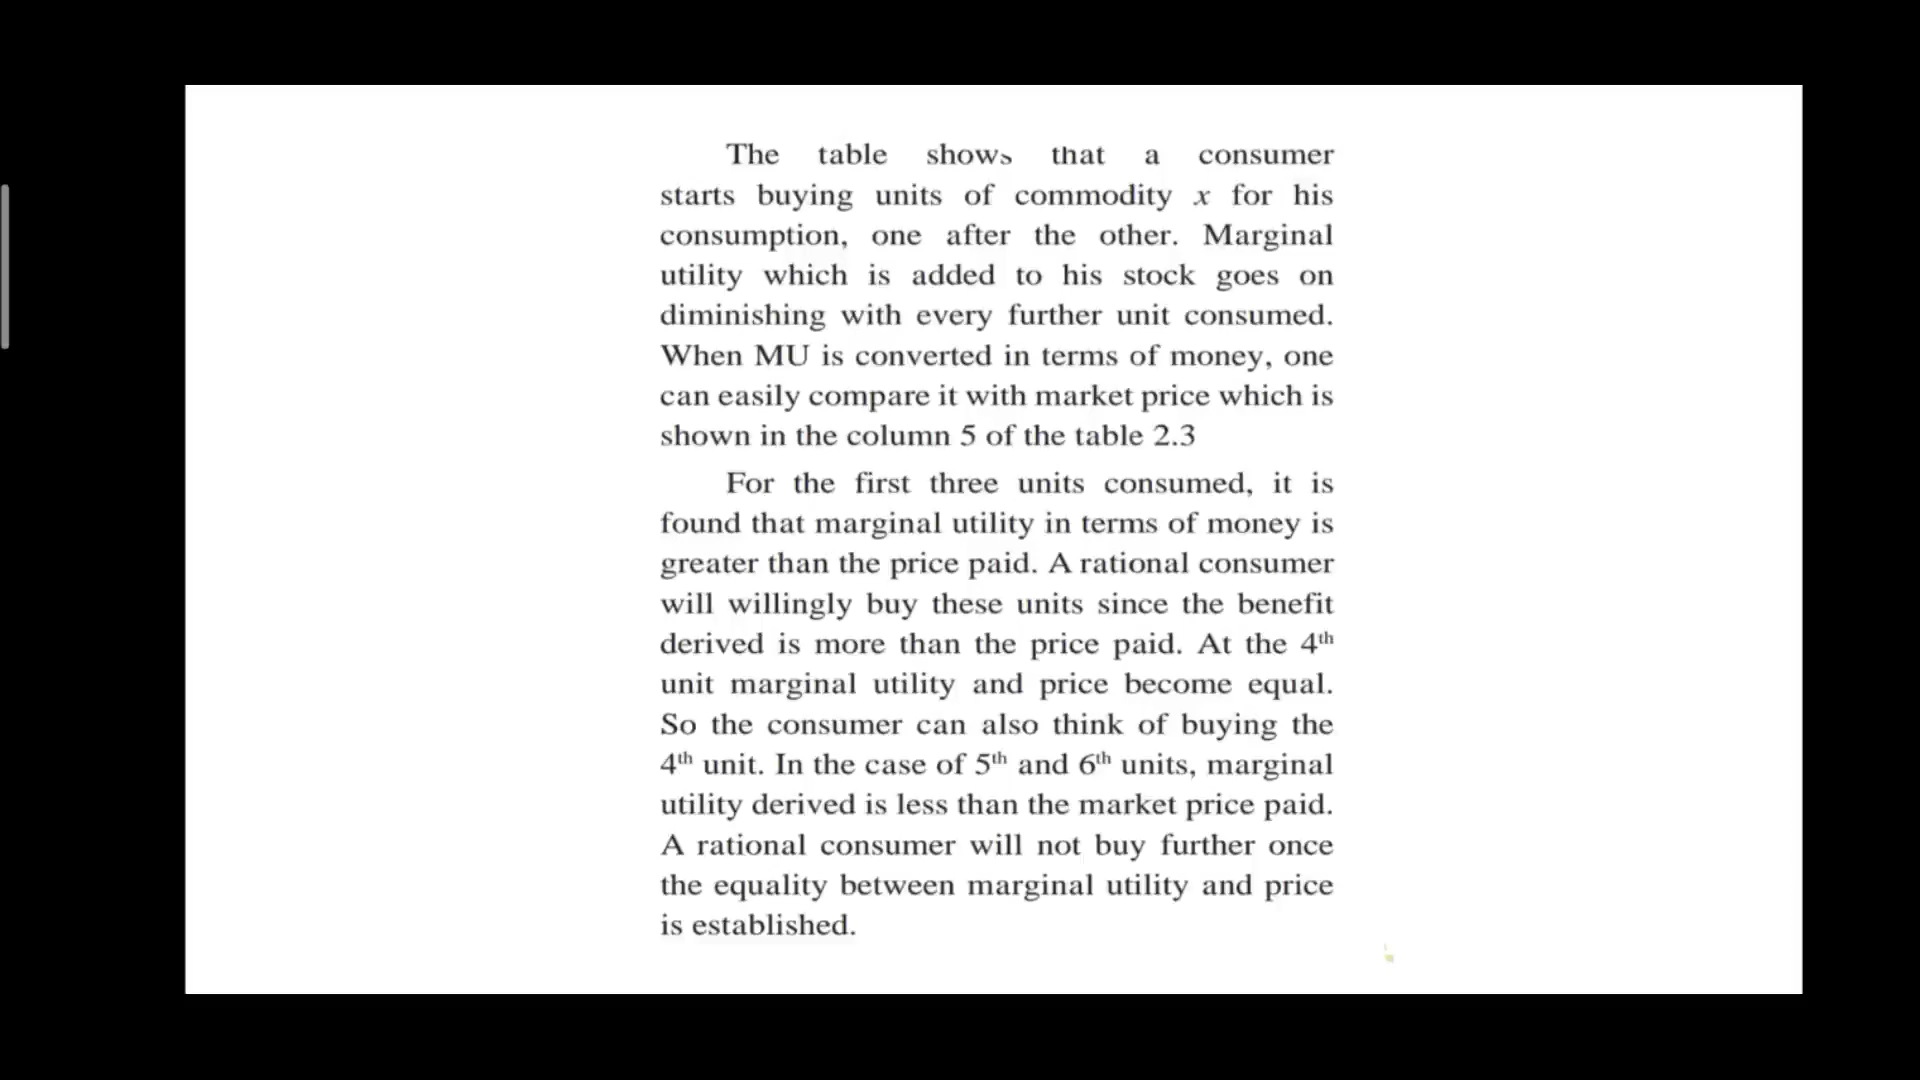 The table shows that a consumer
starts buying units of commodity x for his
consumption, one after the other. Marginal
utility which is added to his stock goes on
diminishing with every further unit consumed.
When MU is converted in terms of money, one
can easily compare it with market price which is
shown in the column 5 of the table 2.3
For the first three units consumed, it is
found that marginal utility in terms of money is
greater than the price paid. A rational consumer
will willingly buy these units since the benefit
derived is more than the price paid. At the 4th
unit marginal utility and price become equal.
So the consumer can also think of buying the
4th unit. In the case of 5th and 6th units, marginal
utility derived is less than the market price paid.
A rational consumer will not buy further once
the equality between marginal utility and price
is established.